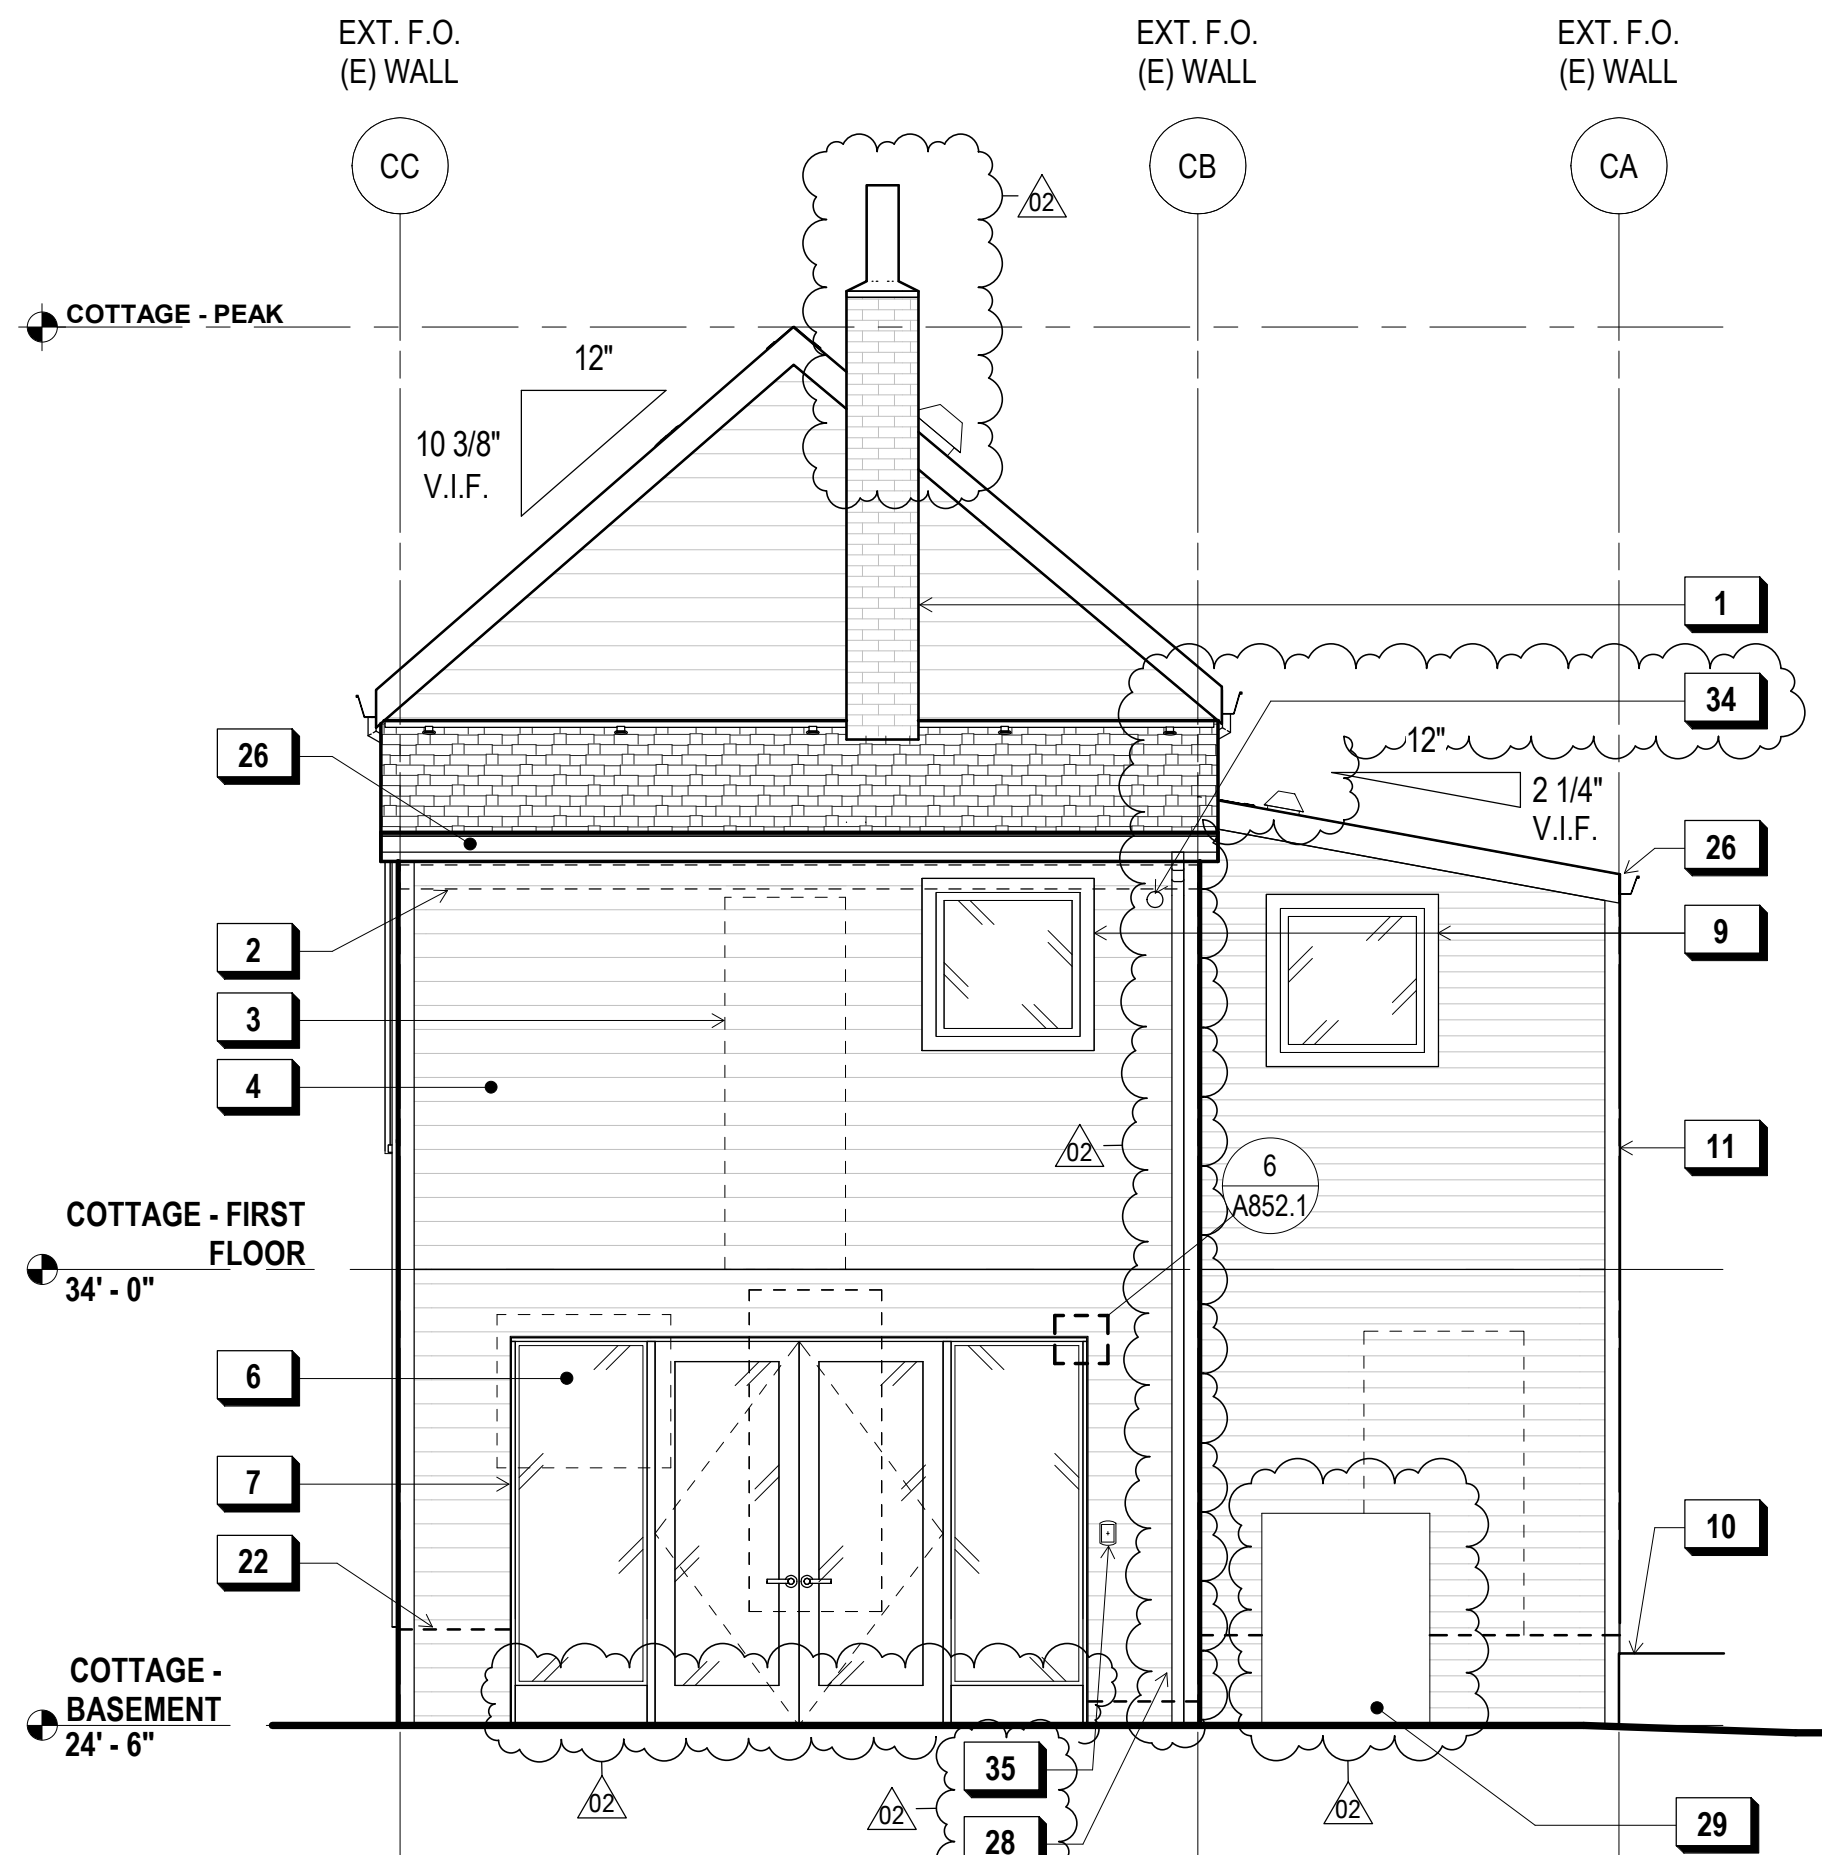 EXT. F.O.
(E) WALL
EXT. F.O.
(E) WALL
EXT. F.O.
(E) WALL
CC
CB
CA
02
COTTAGE - PEAK
12"
10 3/8"
V.I.F.
1
34
26
12"
2 1/4"
V.I.F.
26
2
9
3
4
02
6
A852.1
11
COTTAGE - FIRST
FLOOR
34' - 0"
6
7
10
22
COTTAGE -
BASEMENT
24' - 6"
35
02
02
02
28
29